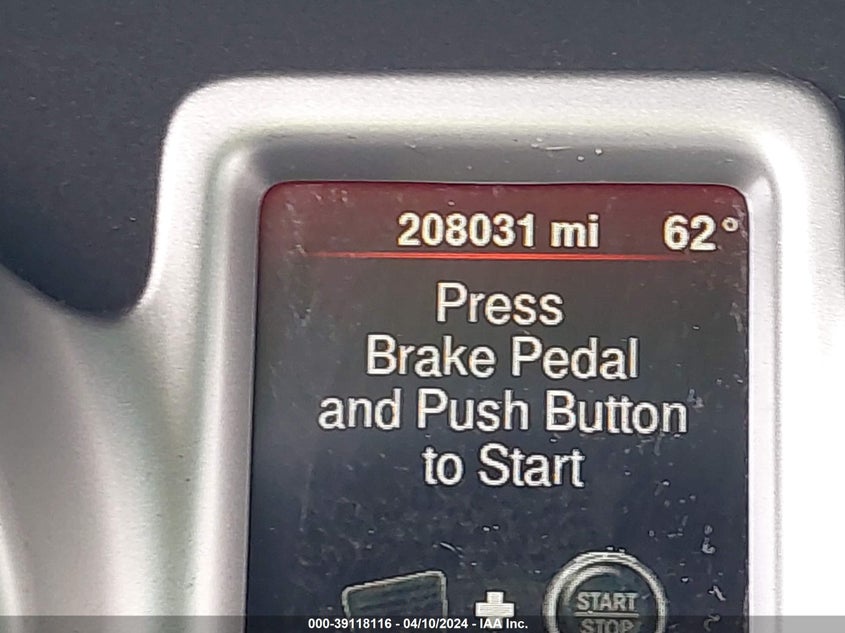 208031 mi 62°
Press
Brake Pedal
and Push Button
to Start
START
STOP
000-39118116 - 04/10/2024 - IAA Inc.